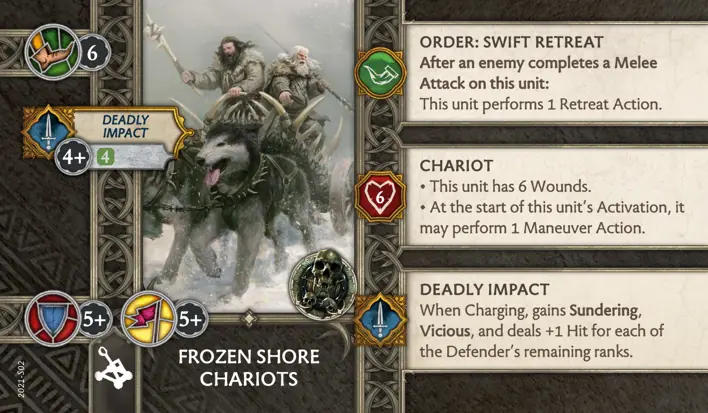 6
DEADLY
IMPACT
4+
4
5+
5+
FROZEN SHORE
CHARIOTS
2021-S02
ORDER: SWIFT RETREAT
After an enemy completes a Melee
Attack on this unit:
This unit performs 1 Retreat Action.
CHARIOT
• This unit has 6 Wounds.
• At the start of this unit's Activation, it
may perform 1 Maneuver Action.
6
DEADLY IMPACT
When Charging, gains Sundering,
Vicious, and deals +1 Hit for each of
the Defender's remaining ranks.